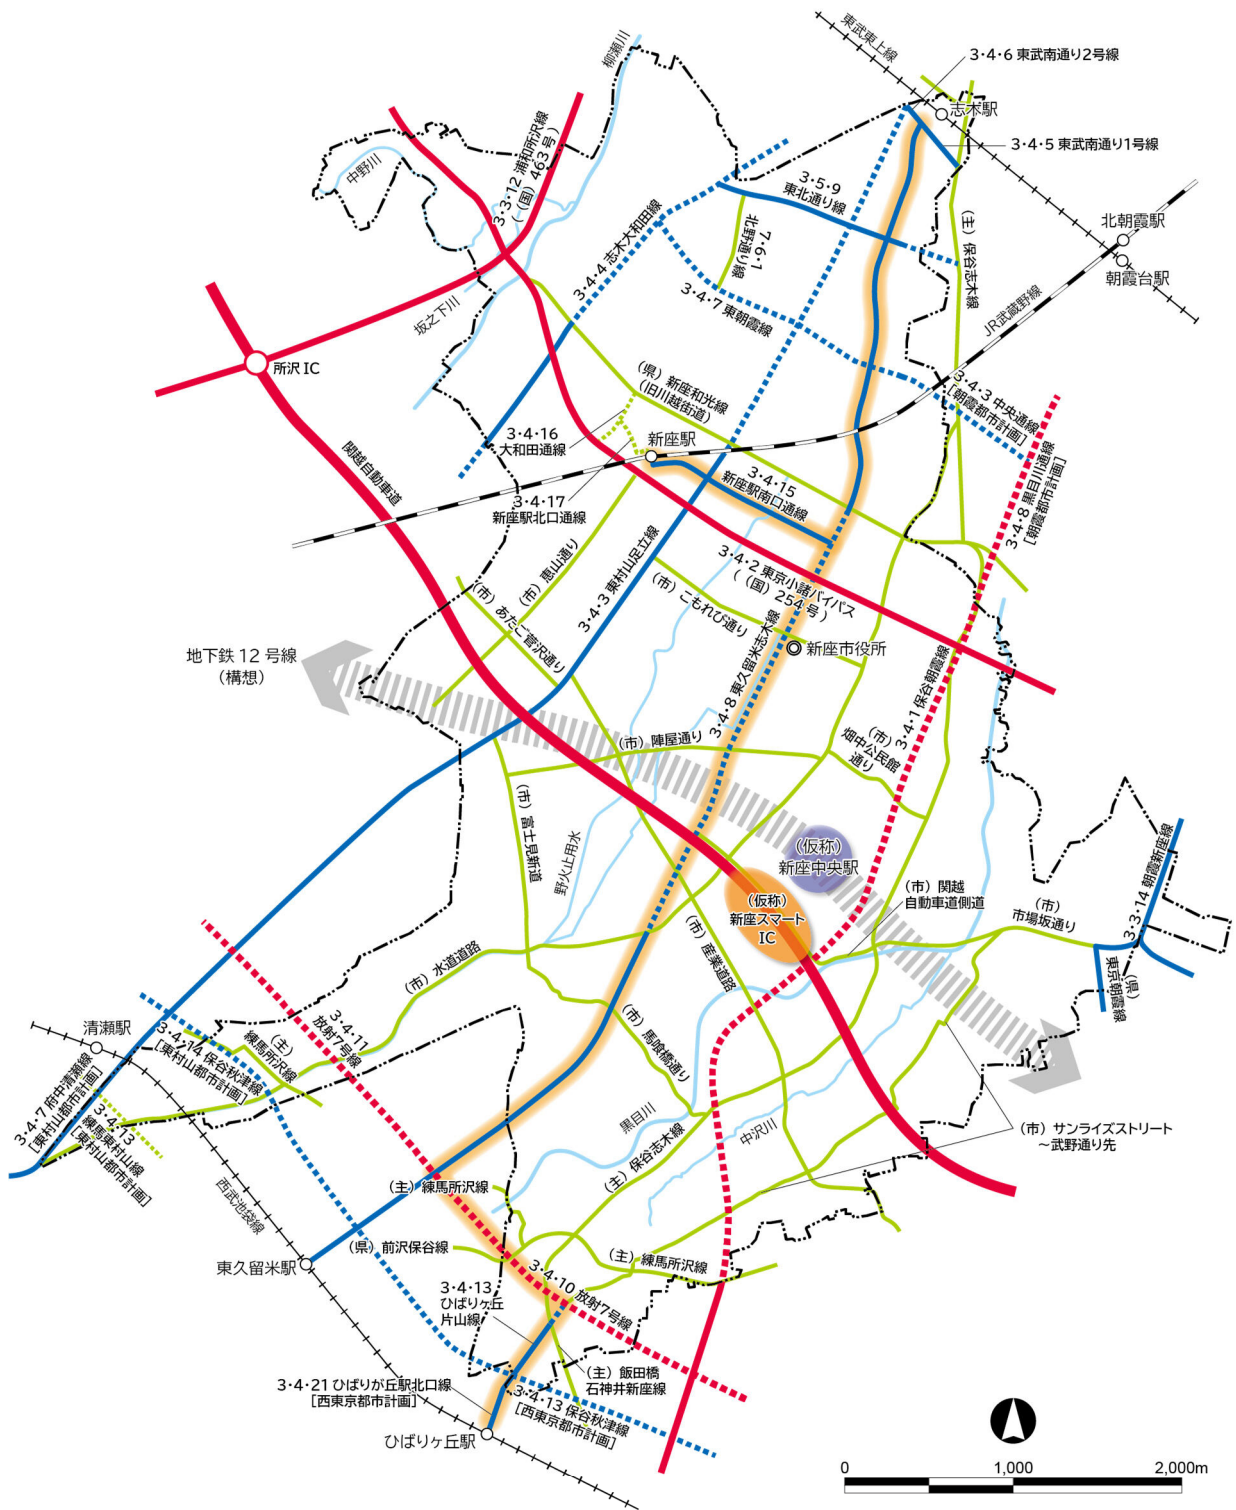 東武東上線
3・4・6 東武南通り2号線
志木駅
3・4・5 東武南通り1号線
柳瀬川
中野川
3・3・12 浦和所沢線
(（国）463号)
3・5・9
東北通り線
7・6・1
北野通り線
3・4・4 志木大和田線
(主) 保谷志木線
北朝霞駅
朝霞台駅
JR武蔵野線
坂之下川
3・4・7 東朝霞線
所沢 IC
(県) 新座和光線
(旧川越街道)
3・4・3 中央通線
[朝霞都市計画]
3・4・16
大和田通線
新座駅
関越自動車道
3・4・15
新座駅南口通線
3・4・8 黒目川通線
[朝霞都市計画]
3・4・17
新座駅北口通線
(市) 恵山通り
3・4・3 東村山足立線
3・4・2 東京小諸バイパス
(（国）254号)
(市) こもれび通り
(市) あたご菅沢通り
新座市役所
地下鉄 12 号線
(構想)
3・4・8 東久留米志木線
3・4・1 保谷朝霞線
(市) 陣屋通り
(市)
畑中公民館
通り
(市) 富士見新道
野火止用水
(仮称)
新座中央駅
(仮称)
新座スマート
IC
(市) 関越
自動車道側道
(市)
市場坂通り
3・3・14 朝霞新座線
(県)
東京朝霞線
(市) 産業道路
(市) 水道道路
3・4・11
放射7号線
清瀬駅
(主)
練馬所沢線
3・4・14 保谷秋津線
[東村山都市計画]
3・4・7 府中清瀬線
[東村山都市計画]
3・4・13
練馬東村山線
[東村山都市計画]
(市) 馬喰橋通り
黒目川
中沢川
(市) サンライズストリート
～武野通り先
(主) 保谷志木線
西武池袋線
(主) 練馬所沢線
(県) 前沢保谷線
(主) 練馬所沢線
東久留米駅
3・4・13
ひばりヶ丘
片山線
3・4・10 放射7号線
(主) 飯田橋
石神井新座線
3・4・21 ひばりが丘駅北口線
[西東京都市計画]
3・4・13 保谷秋津線
[西東京都市計画]
ひばりヶ丘駅
0 1,000 2,000m